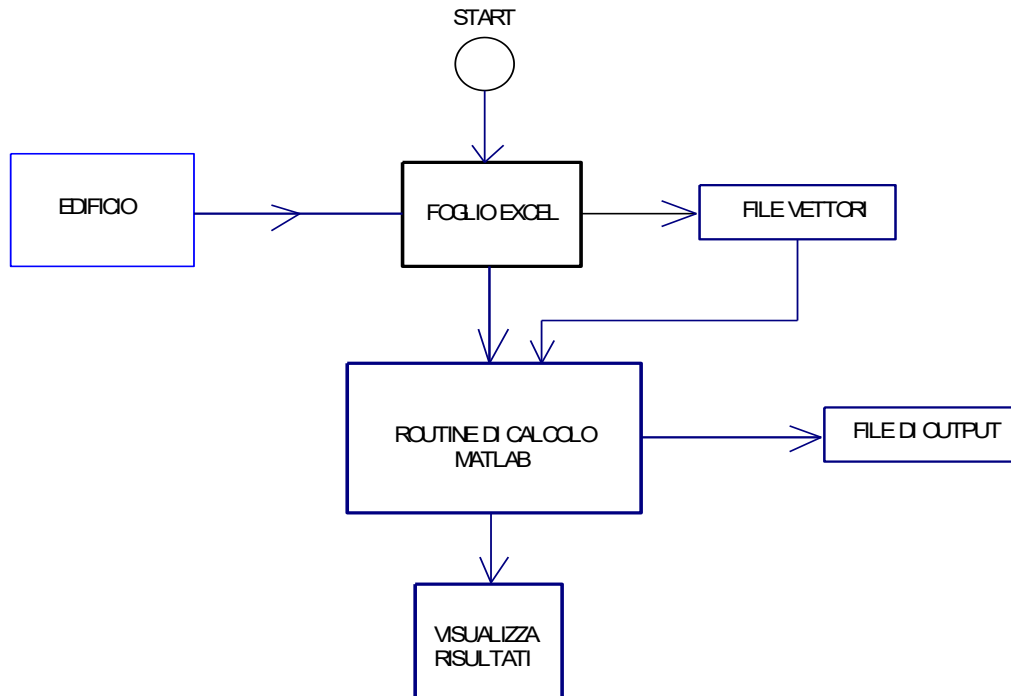 START
EDIFICIO
FOGLIO EXCEL
FILE VETTORI
ROUTINE DI CALCOLO
MATLAB
FILE DI OUTPUT
VISUALIZZA
RISULTATI